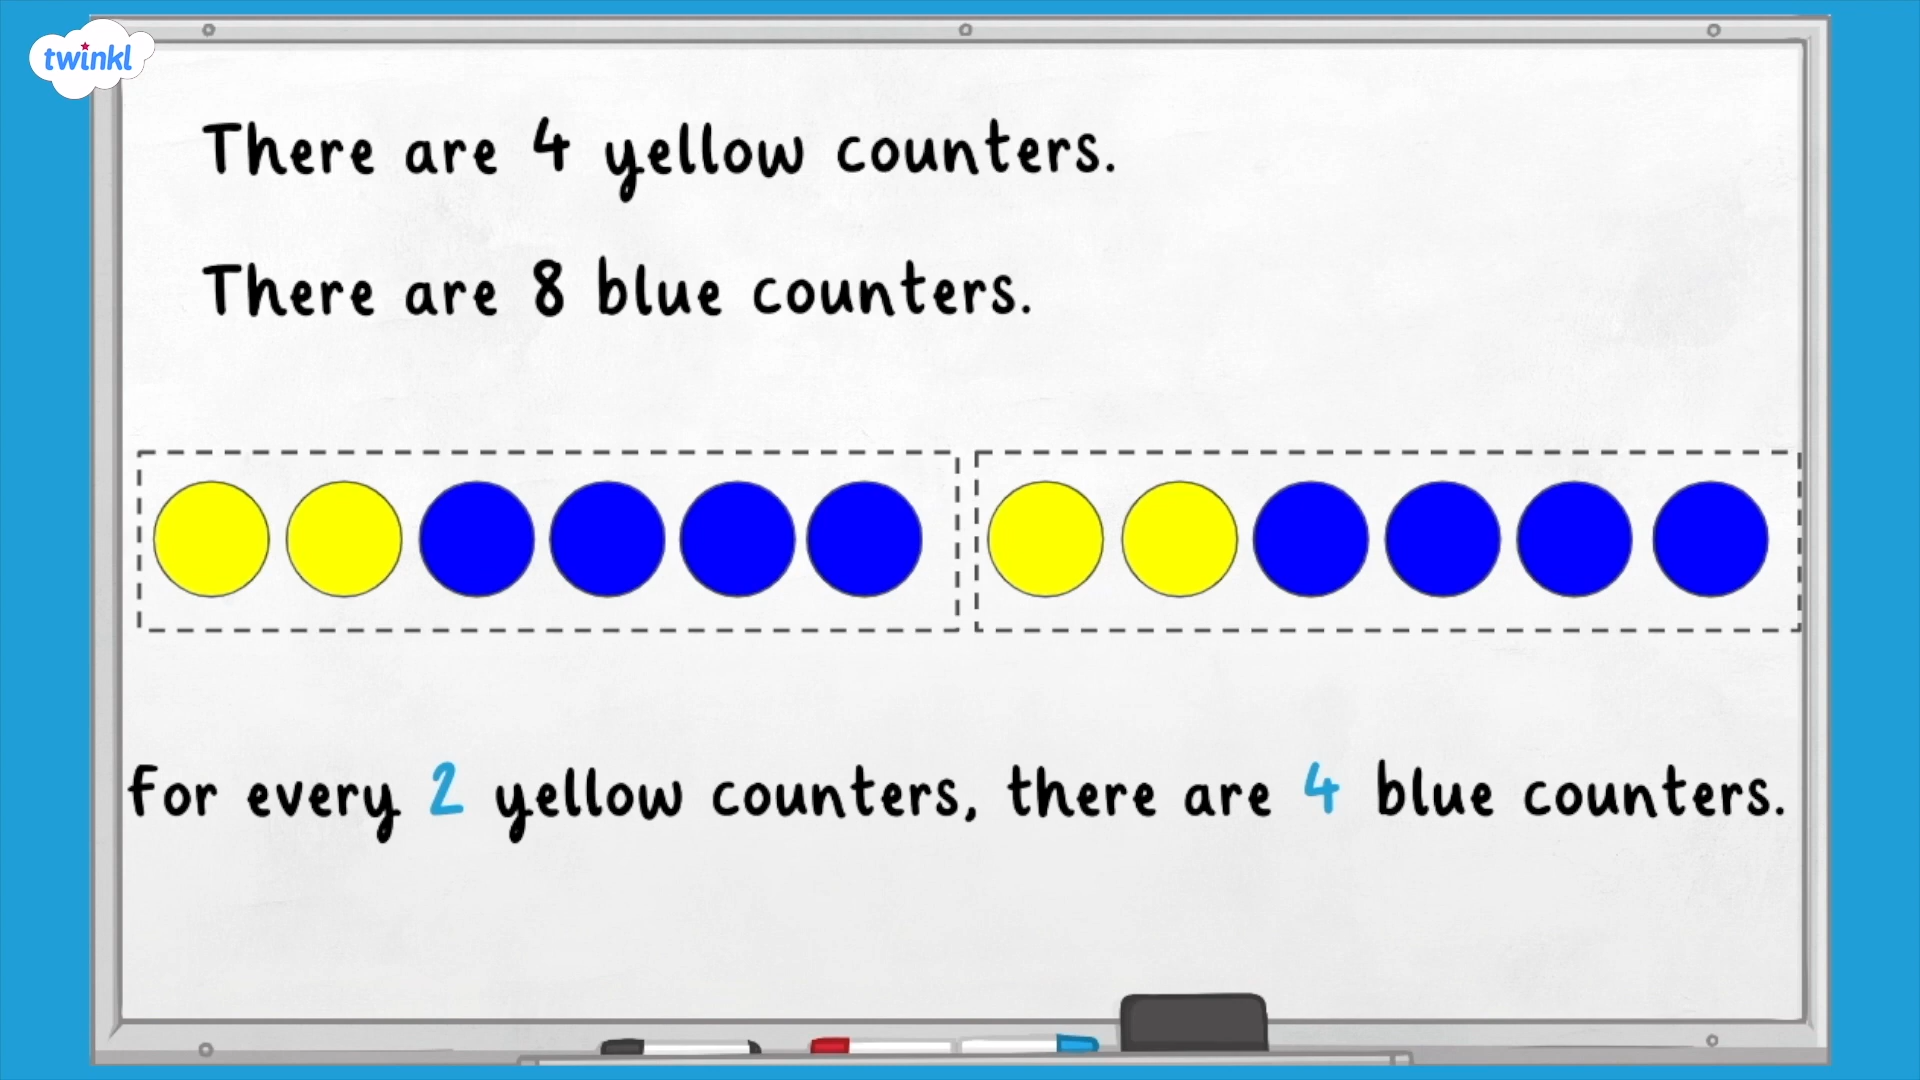 twinkl
There are 4 yellow counters.
There are 8 blue counters.
For every 2 yellow counters, there are 4 blue counters.